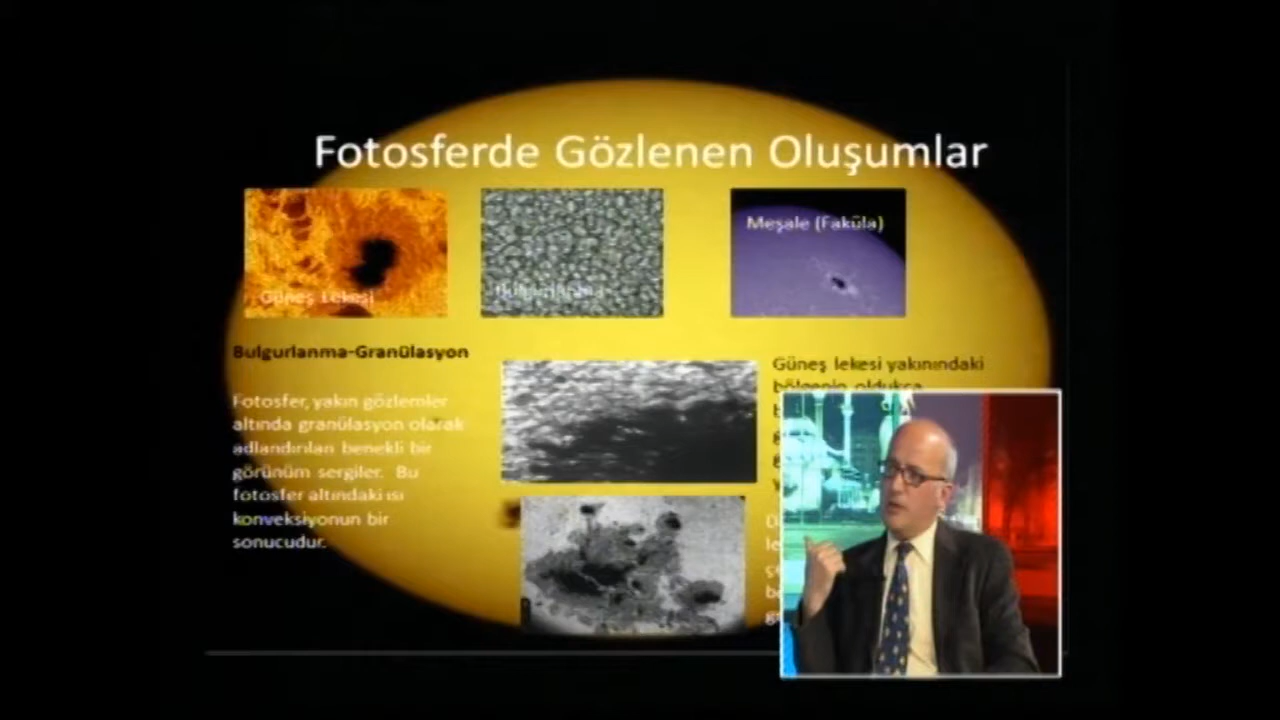 Fotosferde Gözlenen Oluşumlar
Güneş Lekesi
Meşale (Faküla)
Bulgurlanma-Granülasyon
Fotosfer, yakın gözlemler
altında granülasyon olarak
adlandırılan benekli bir
görünüm sergiler. Bu
fotosfer altındaki ısı
konveksiyonun bir
sonucudur.
Güneş lekesi yakınındaki
bölgenin oldukça